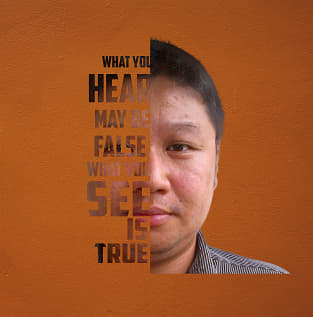 WHAT YOU
HEAR
MAY BE
FALSE
WHAT YOU
SEE
IS
TRUE